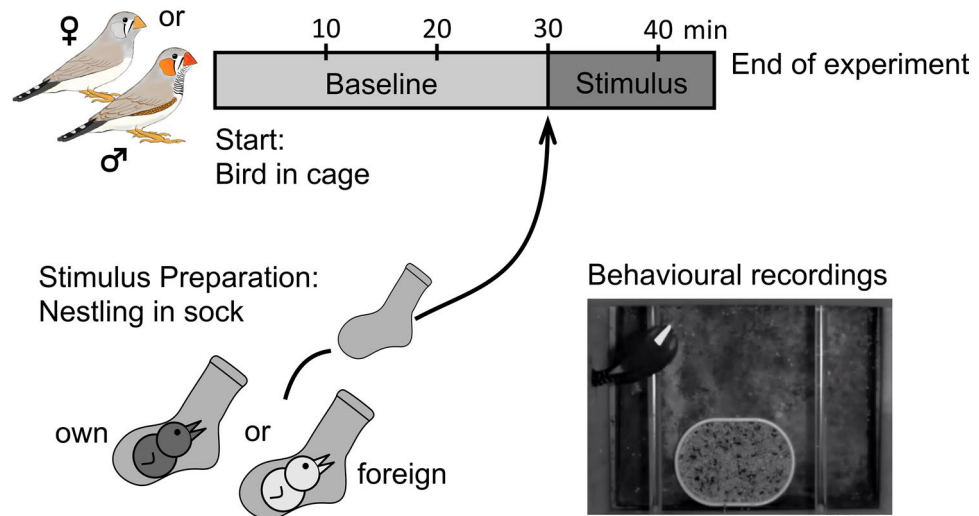 ♀ or
♂
10 20 30 40 min
Baseline Stimulus
End of experiment
Start:
Bird in cage
Stimulus Preparation:
Nestling in sock
own or foreign
Behavioural recordings